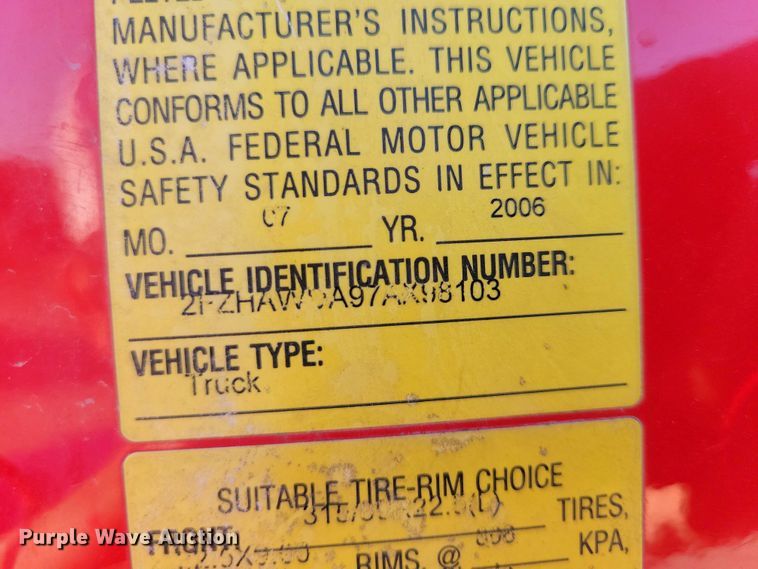 MANUFACTURER'S INSTRUCTIONS,
WHERE APPLICABLE. THIS VEHICLE
CONFORMS TO ALL OTHER APPLICABLE
U.S.A. FEDERAL MOTOR VEHICLE
SAFETY STANDARDS IN EFFECT IN:
MO. 07 YR. 2006
VEHICLE IDENTIFICATION NUMBER:
VEHICLE TYPE:
Truck
SUITABLE TIRE-RIM CHOICE
FRONT: TIRES,
RIMS. @ KPA,
Purple Wave Auction